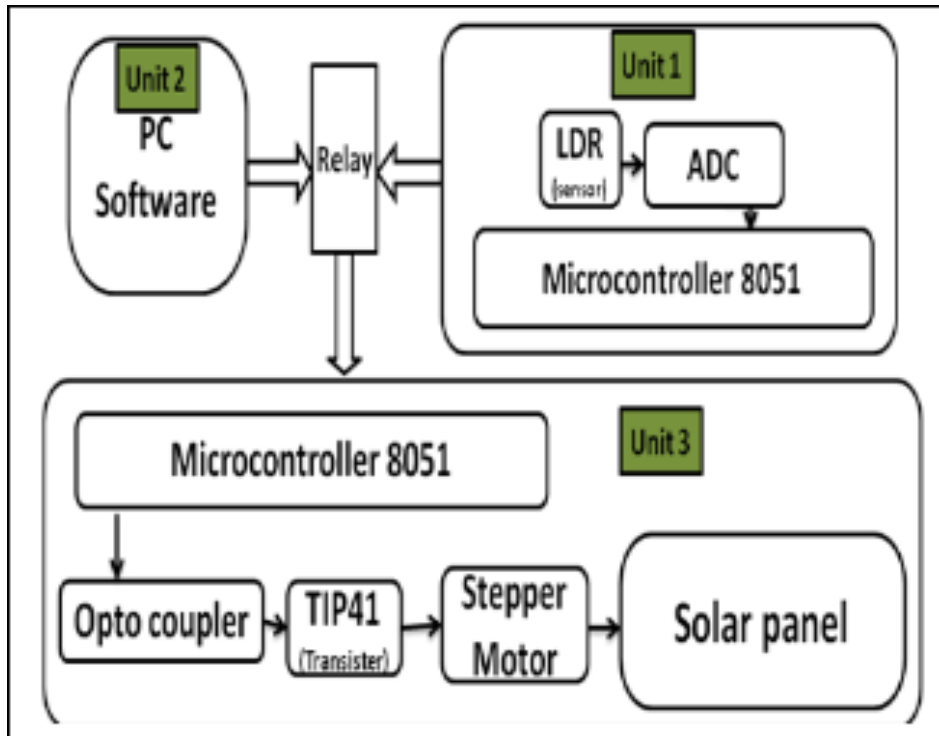 Unit 2
PC
Software
Relay
Unit 1
LDR
(sensor)
ADC
Microcontroller 8051
Unit 3
Microcontroller 8051
Opto coupler
TIP41
(Transister)
Stepper
Motor
Solar panel